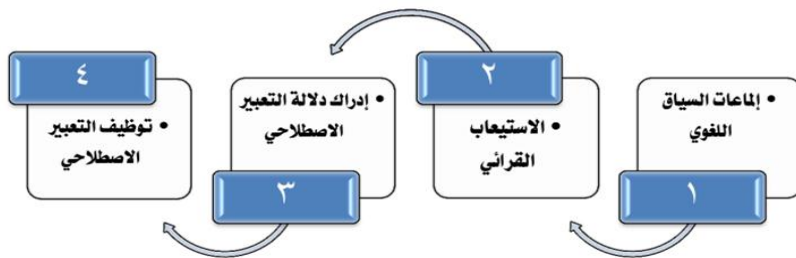 ١
• إلماعات السياق
اللغوي
٢
• الاستيعاب
القرائي
٣
• إدراك دلالة التعبير
الاصطلاحي
٤
• توظيف التعبير
الاصطلاحي